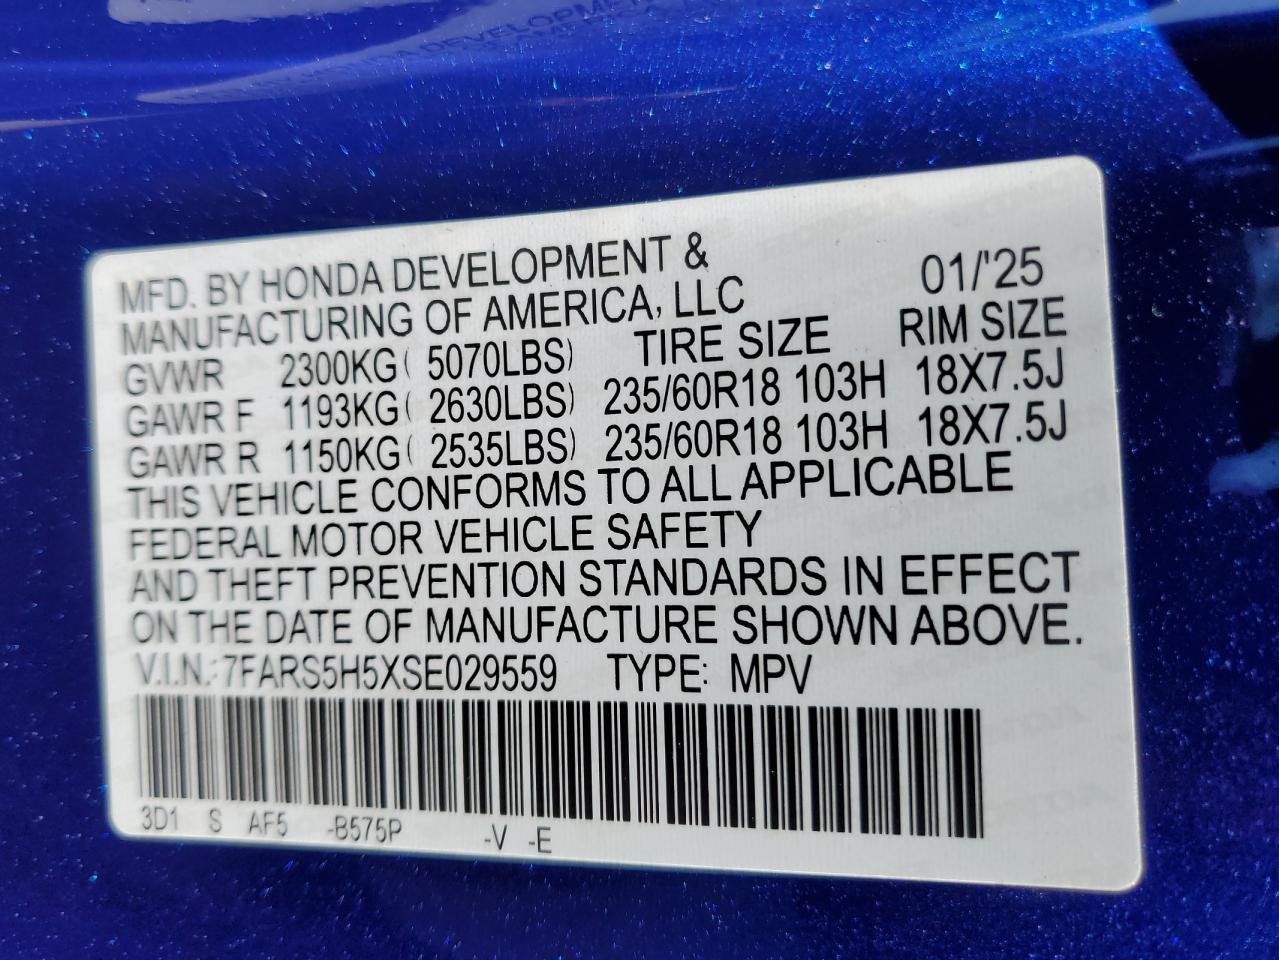 MFD. BY HONDA DEVELOPMENT &
MANUFACTURING OF AMERICA, LLC 01/'25
GVWR 2300KG( 5070LBS) TIRE SIZE RIM SIZE
GAWR F 1193KG( 2630LBS) 235/60R18 103H 18X7.5J
GAWR R 1150KG( 2535LBS) 235/60R18 103H 18X7.5J
THIS VEHICLE CONFORMS TO ALL APPLICABLE
FEDERAL MOTOR VEHICLE SAFETY
AND THEFT PREVENTION STANDARDS IN EFFECT
ON THE DATE OF MANUFACTURE SHOWN ABOVE.
V.I.N.:7FARS5H5XSE029559 TYPE: MPV
3D1 S AF5 -B575P -V -E